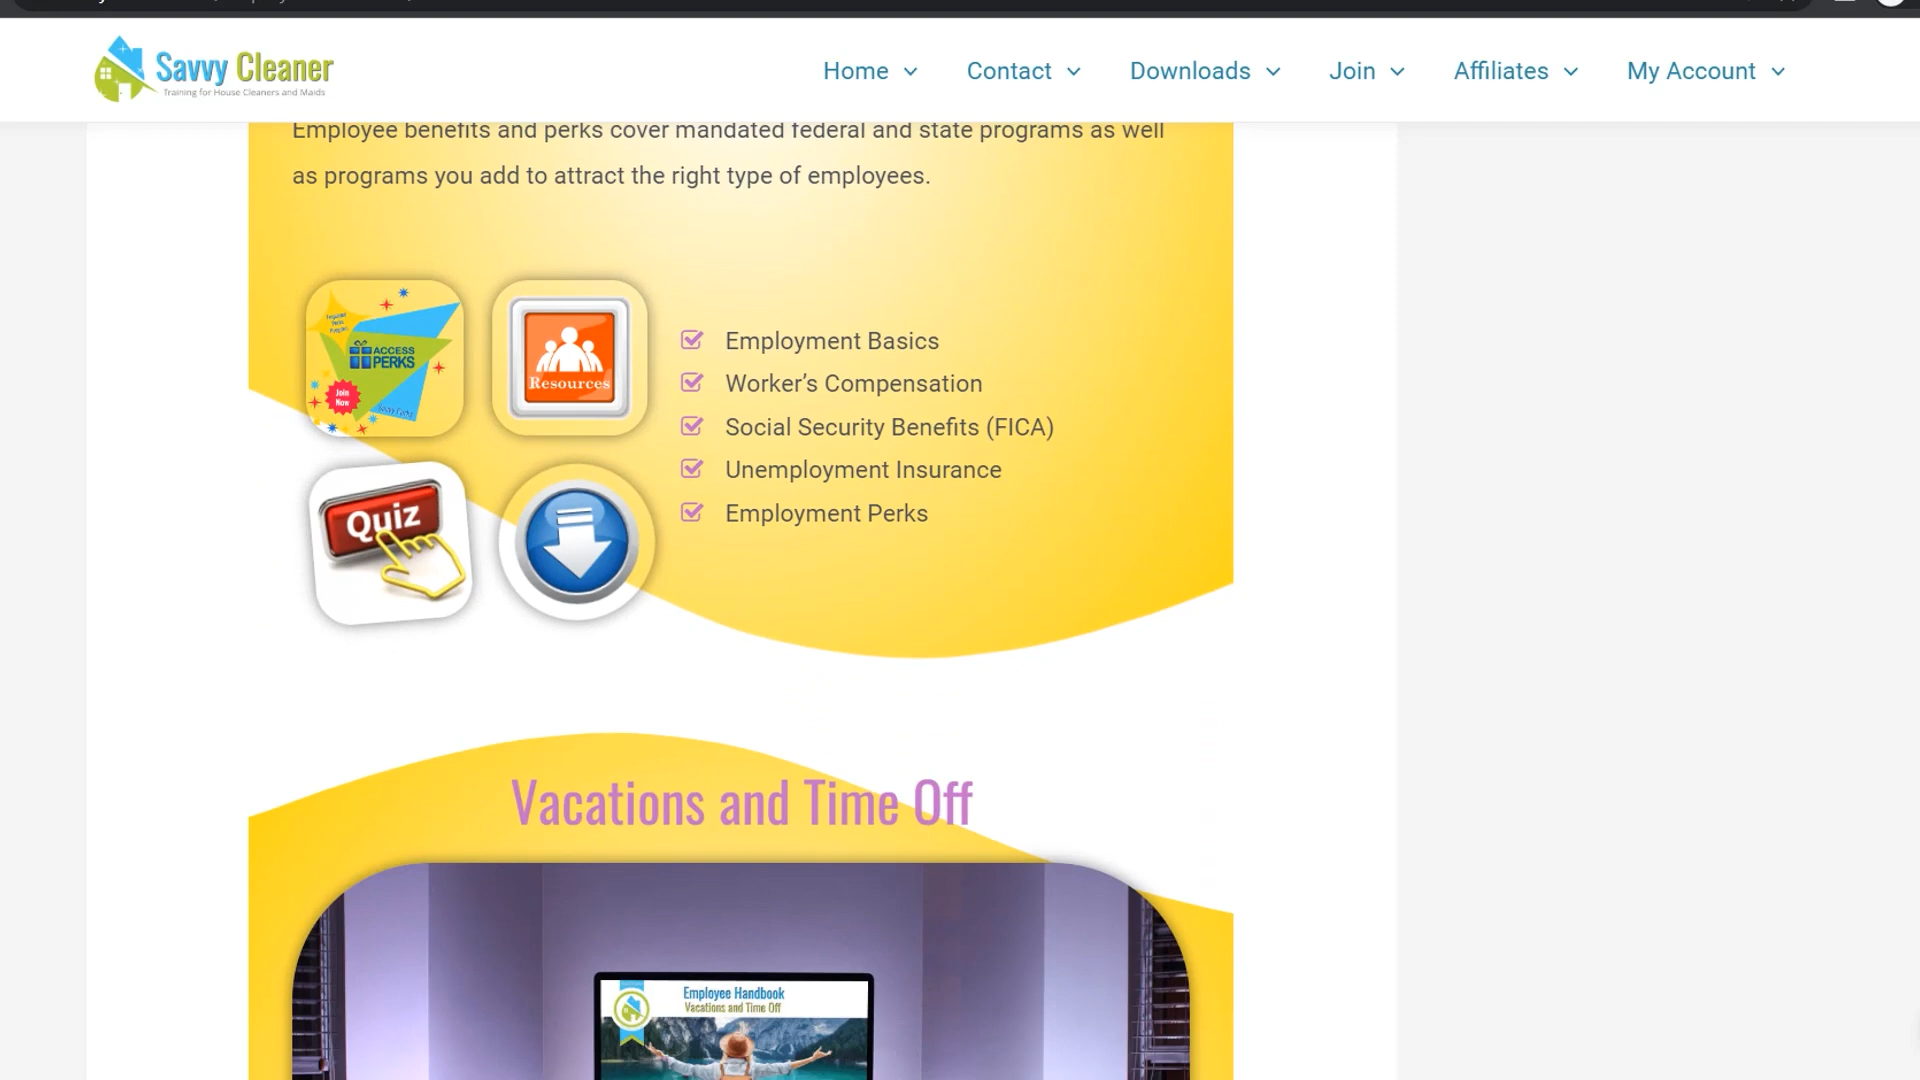 Savvy Cleaner
Training for House Cleaners and Maids
Home
Contact
Downloads
Join
Affiliates
My Account
Employee benefits and perks cover mandated federal and state programs as well
as programs you add to attract the right type of employees.
ACCESS
PERKS
Join
Now
Savvy Perks
Resources
Quiz
Employment Basics
Worker’s Compensation
Social Security Benefits (FICA)
Unemployment Insurance
Employment Perks
Vacations and Time Off
Employee Handbook
Vacations and Time Off